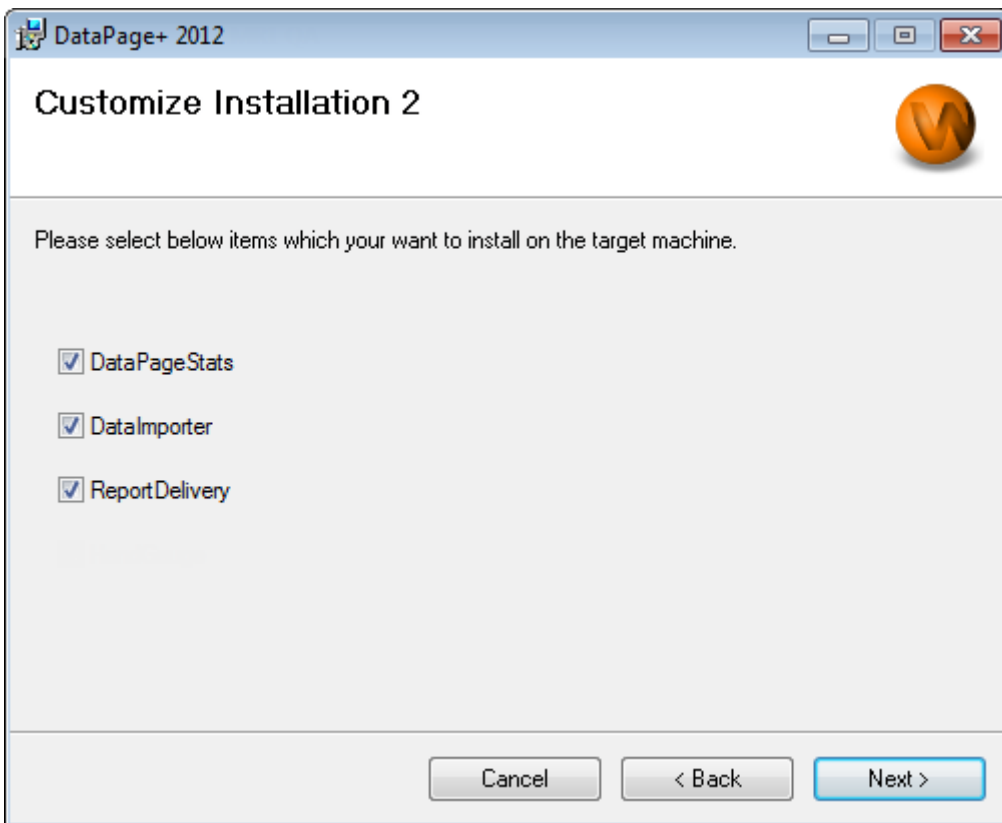 DataPage+ 2012
Customize Installation 2
W
Please select below items which your want to install on the target machine.
DataPageStats
DataImporter
ReportDelivery
Cancel
< Back
Next >